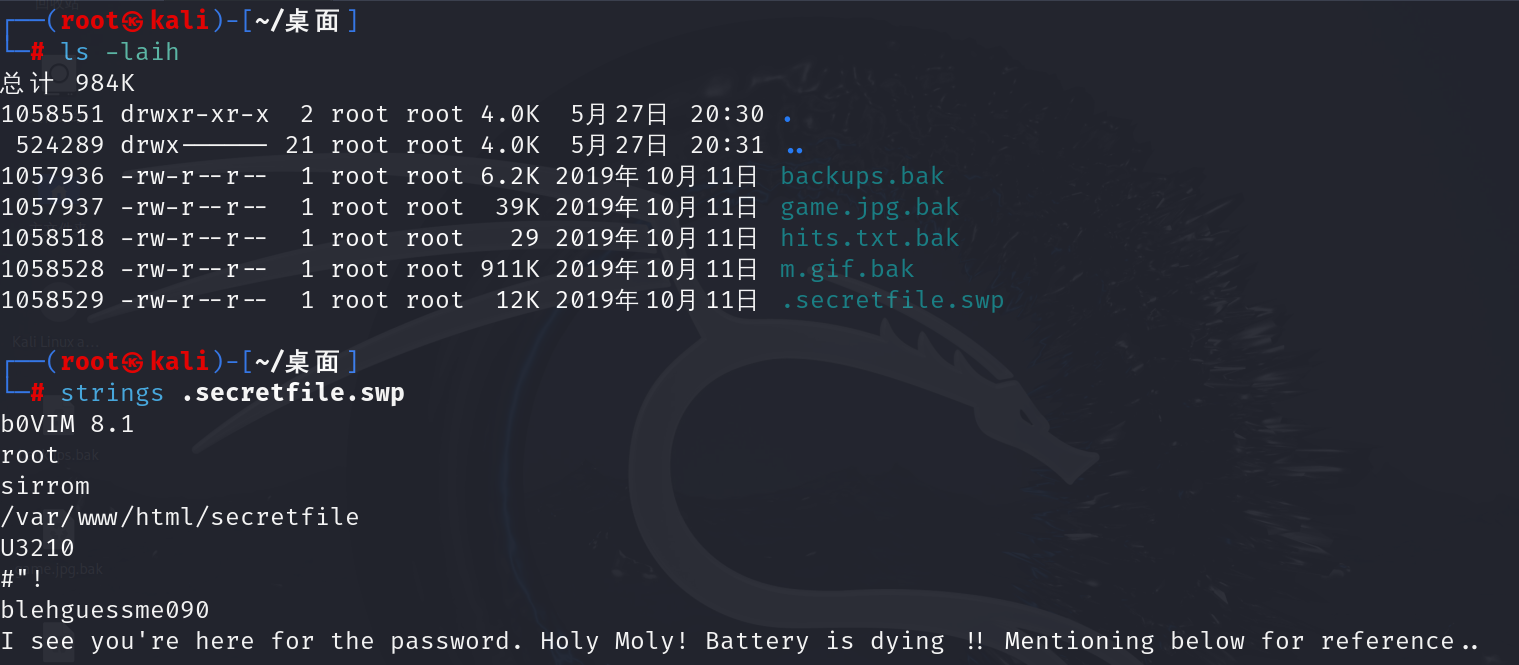 ┌──(root㉿kali)-[~/桌面]
└─# ls -laih
总计 984K
1058551 drwxr-xr-x  2 root root 4.0K  5月27日 20:30 .
 524289 drwx------ 21 root root 4.0K  5月27日 20:31 ..
1057936 -rw-r--r--  1 root root 6.2K 2019年10月11日 backups.bak
1057937 -rw-r--r--  1 root root  39K 2019年10月11日 game.jpg.bak
1058518 -rw-r--r--  1 root root   29 2019年10月11日 hits.txt.bak
1058528 -rw-r--r--  1 root root 911K 2019年10月11日 m.gif.bak
1058529 -rw-r--r--  1 root root  12K 2019年10月11日 .secretfile.swp
┌──(root㉿kali)-[~/桌面]
└─# strings .secretfile.swp
b0VIM 8.1
root
sirrom
/var/www/html/secretfile
U3210
#"!
blehguessme090
I see you're here for the password. Holy Moly! Battery is dying !! Mentioning below for reference..